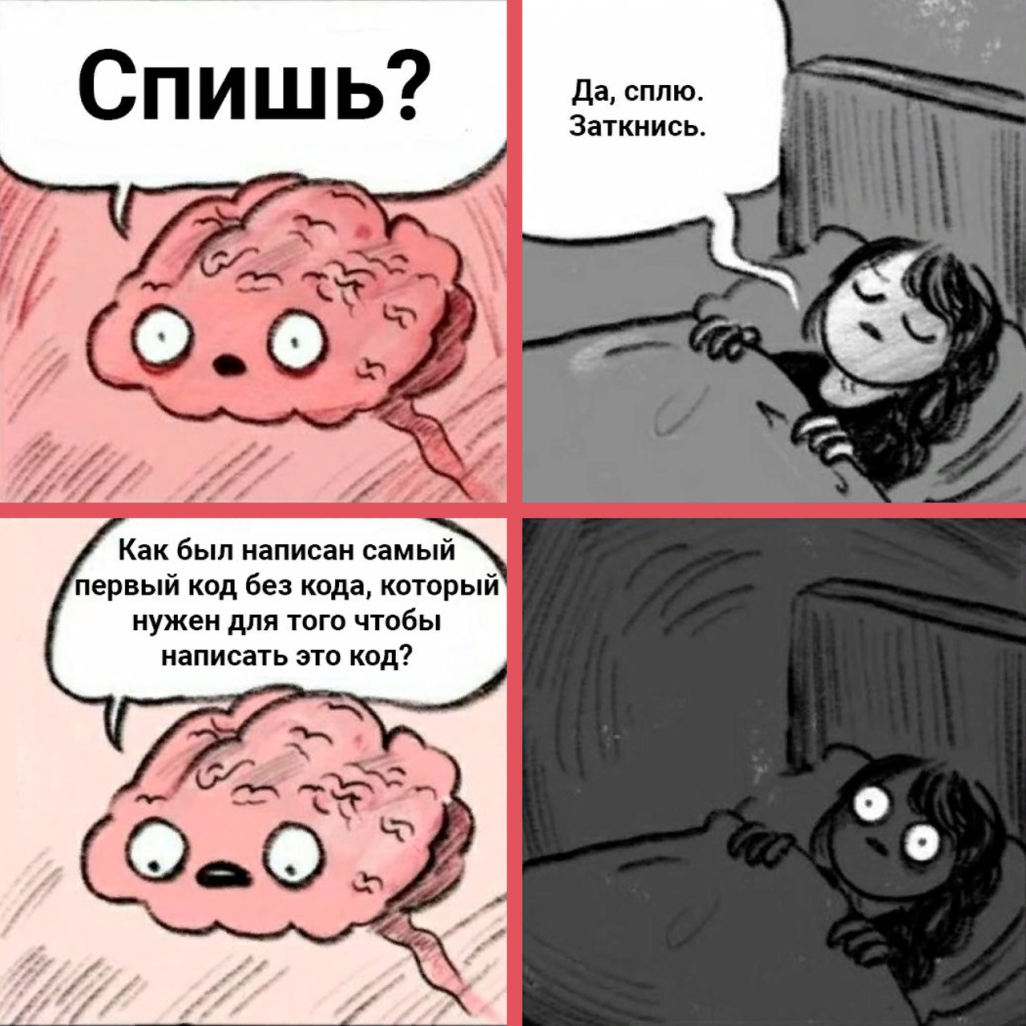 Спишь?
Да, сплю.
Заткнись.
Как был написан самый
первый код без кода, который
нужен для того чтобы
написать это код?